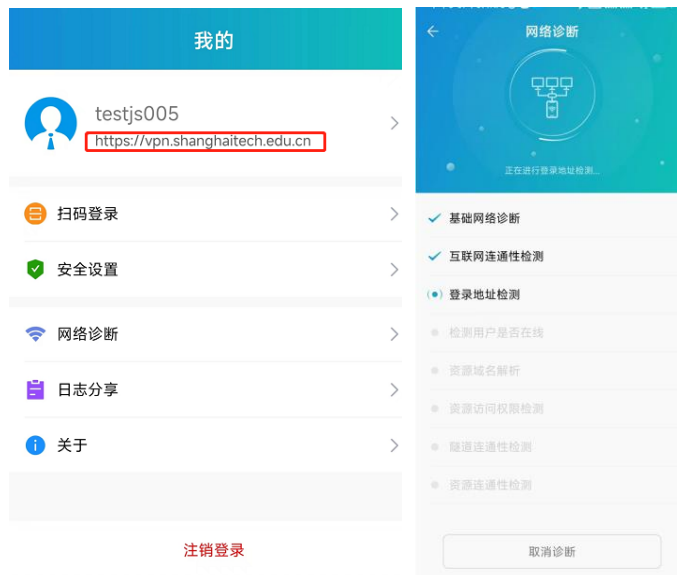 我的
testjs005
https://vpn.shanghaitech.edu.cn
扫码登录
安全设置
网络诊断
日志分享
关于
注销登录
网络诊断
正在进行登录地址检测...
基础网络诊断
互联网连通性检测
登录地址检测
检测用户是否在线
资源域名解析
资源访问权限检测
隧道连通性检测
资源连通性检测
取消诊断